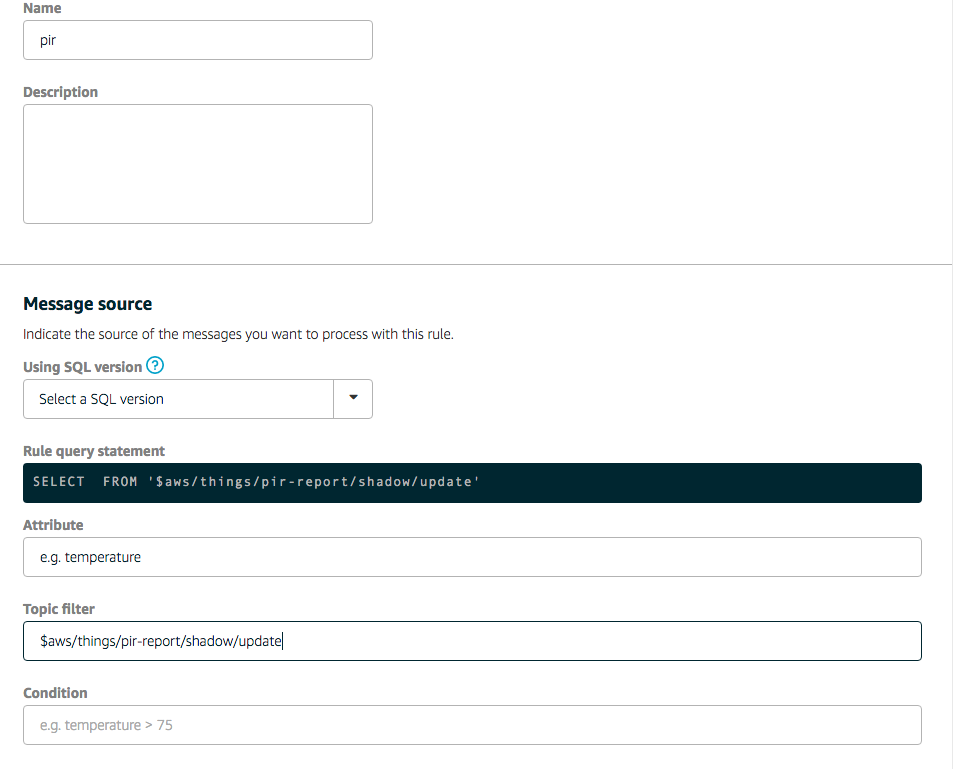 Name
pir
Description
Message source
Indicate the source of the messages you want to process with this rule.
Using SQL version ?
Select a SQL version
Rule query statement
SELECT  FROM '$aws/things/pir-report/shadow/update'
Attribute
e.g. temperature
Topic filter
$aws/things/pir-report/shadow/update
Condition
e.g. temperature > 75